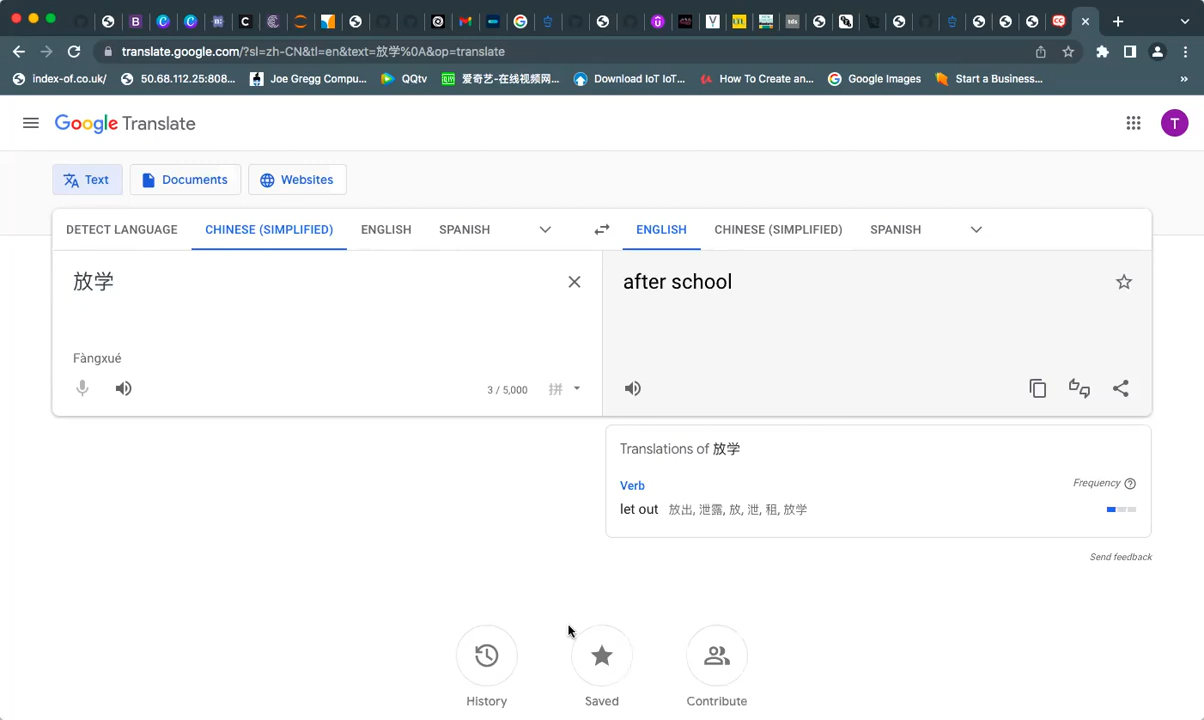 translate.google.com/?sl=zh-CN&tl=en&text=放学%0A&op=translate
index-of.co.uk/
50.68.112.25:808...
Joe Gregg Compu...
QQtv
爱奇艺-在线视频网...
Download IoT IoT...
How To Create an...
Google Images
Start a Business...
»
Google Translate
T
Text
Documents
Websites
DETECT LANGUAGE
CHINESE (SIMPLIFIED)
ENGLISH
SPANISH
ENGLISH
CHINESE (SIMPLIFIED)
SPANISH
放学
after school
Fàngxué
3 / 5,000
拼
Translations of 放学
Verb
Frequency
let out 放出, 泄露, 放, 泄, 租, 放学
Send feedback
History
Saved
Contribute